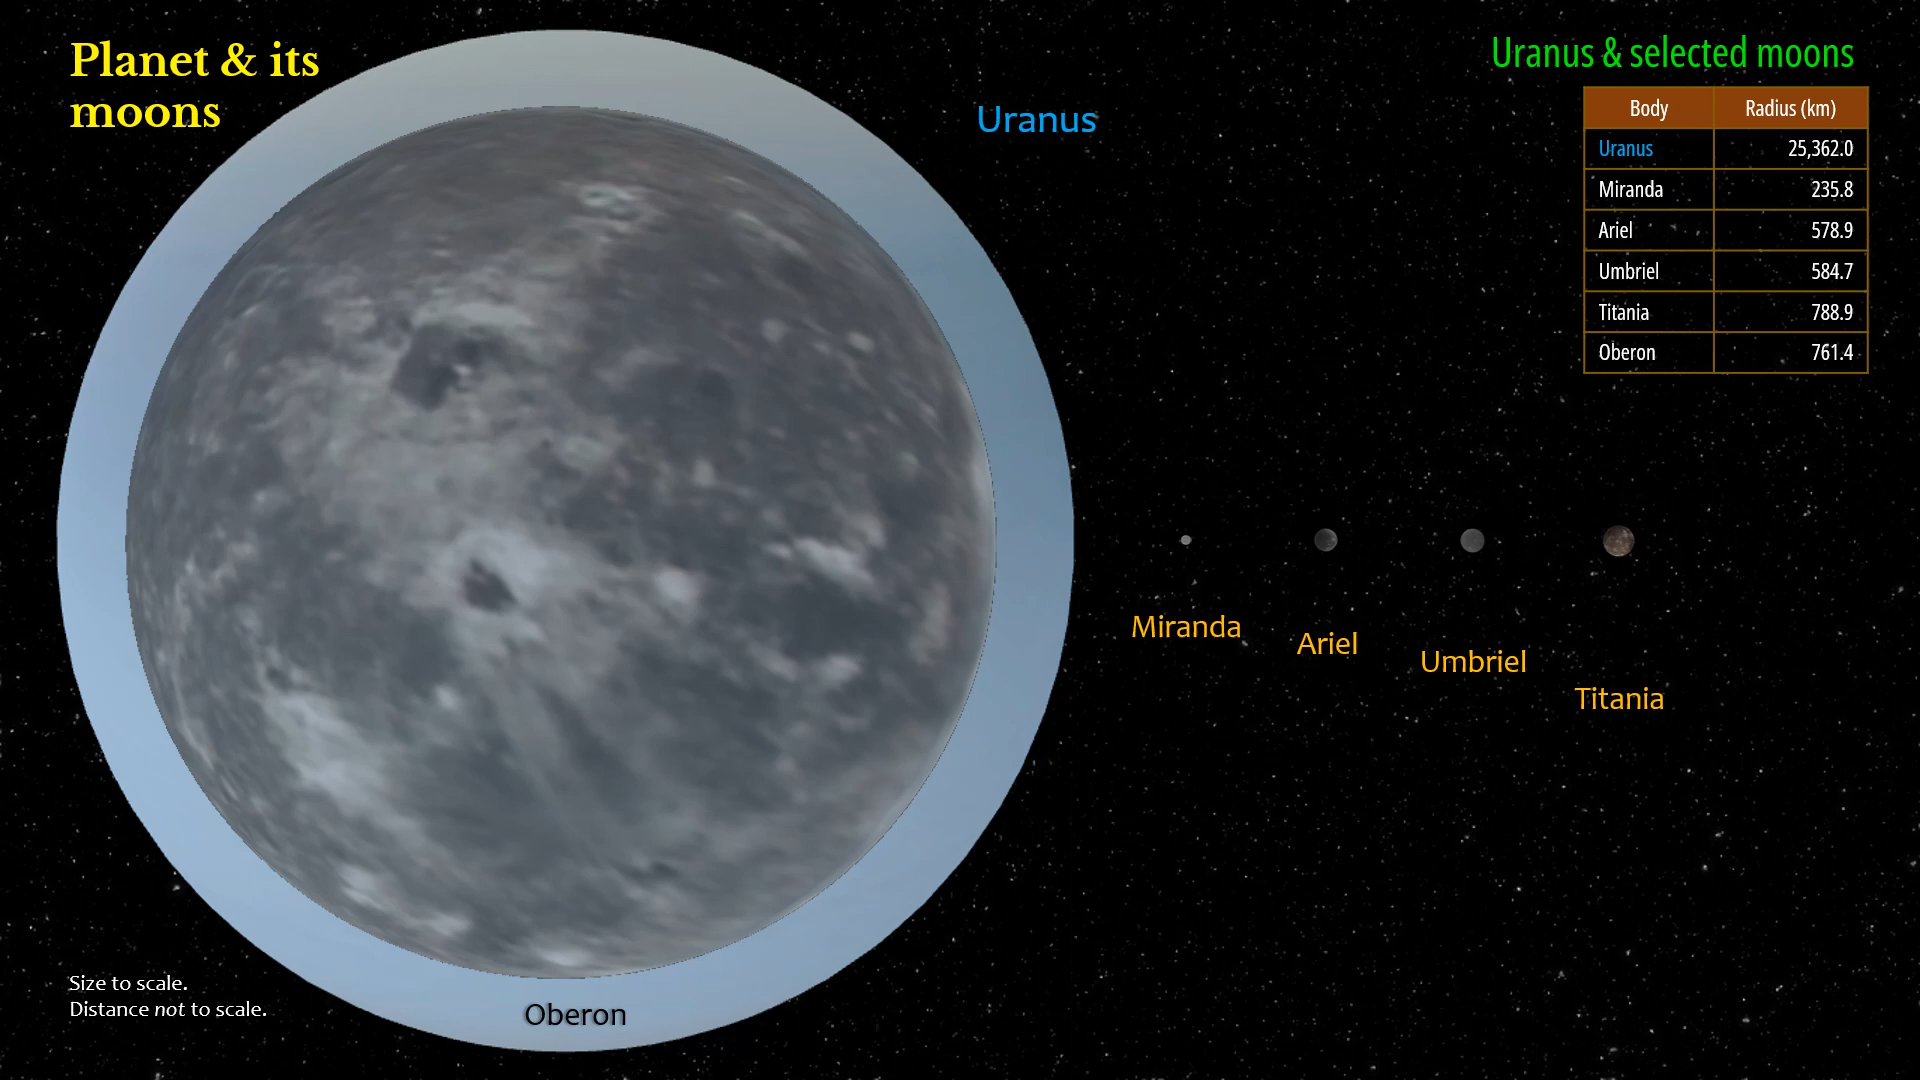 Planet & its
moons
Uranus
Uranus & selected moons
Body Radius (km)
Uranus 25,362.0
Miranda 235.8
Ariel 578.9
Umbriel 584.7
Titania 788.9
Oberon 761.4
Miranda
Ariel
Umbriel
Titania
Size to scale.
Distance not to scale.
Oberon